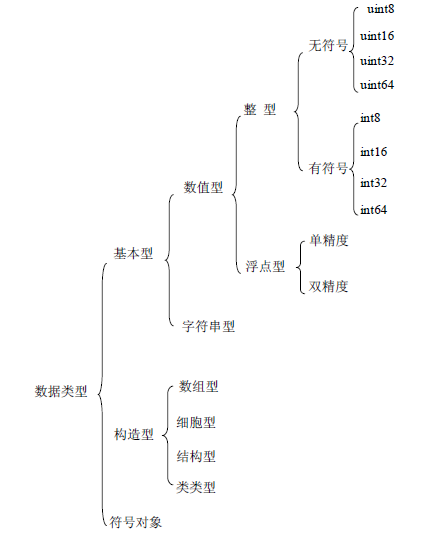 数据类型
基本型
数值型
整 型
无符号
uint8
uint16
uint32
uint64
有符号
int8
int16
int32
int64
浮点型
单精度
双精度
字符串型
构造型
数组型
细胞型
结构型
类类型
符号对象